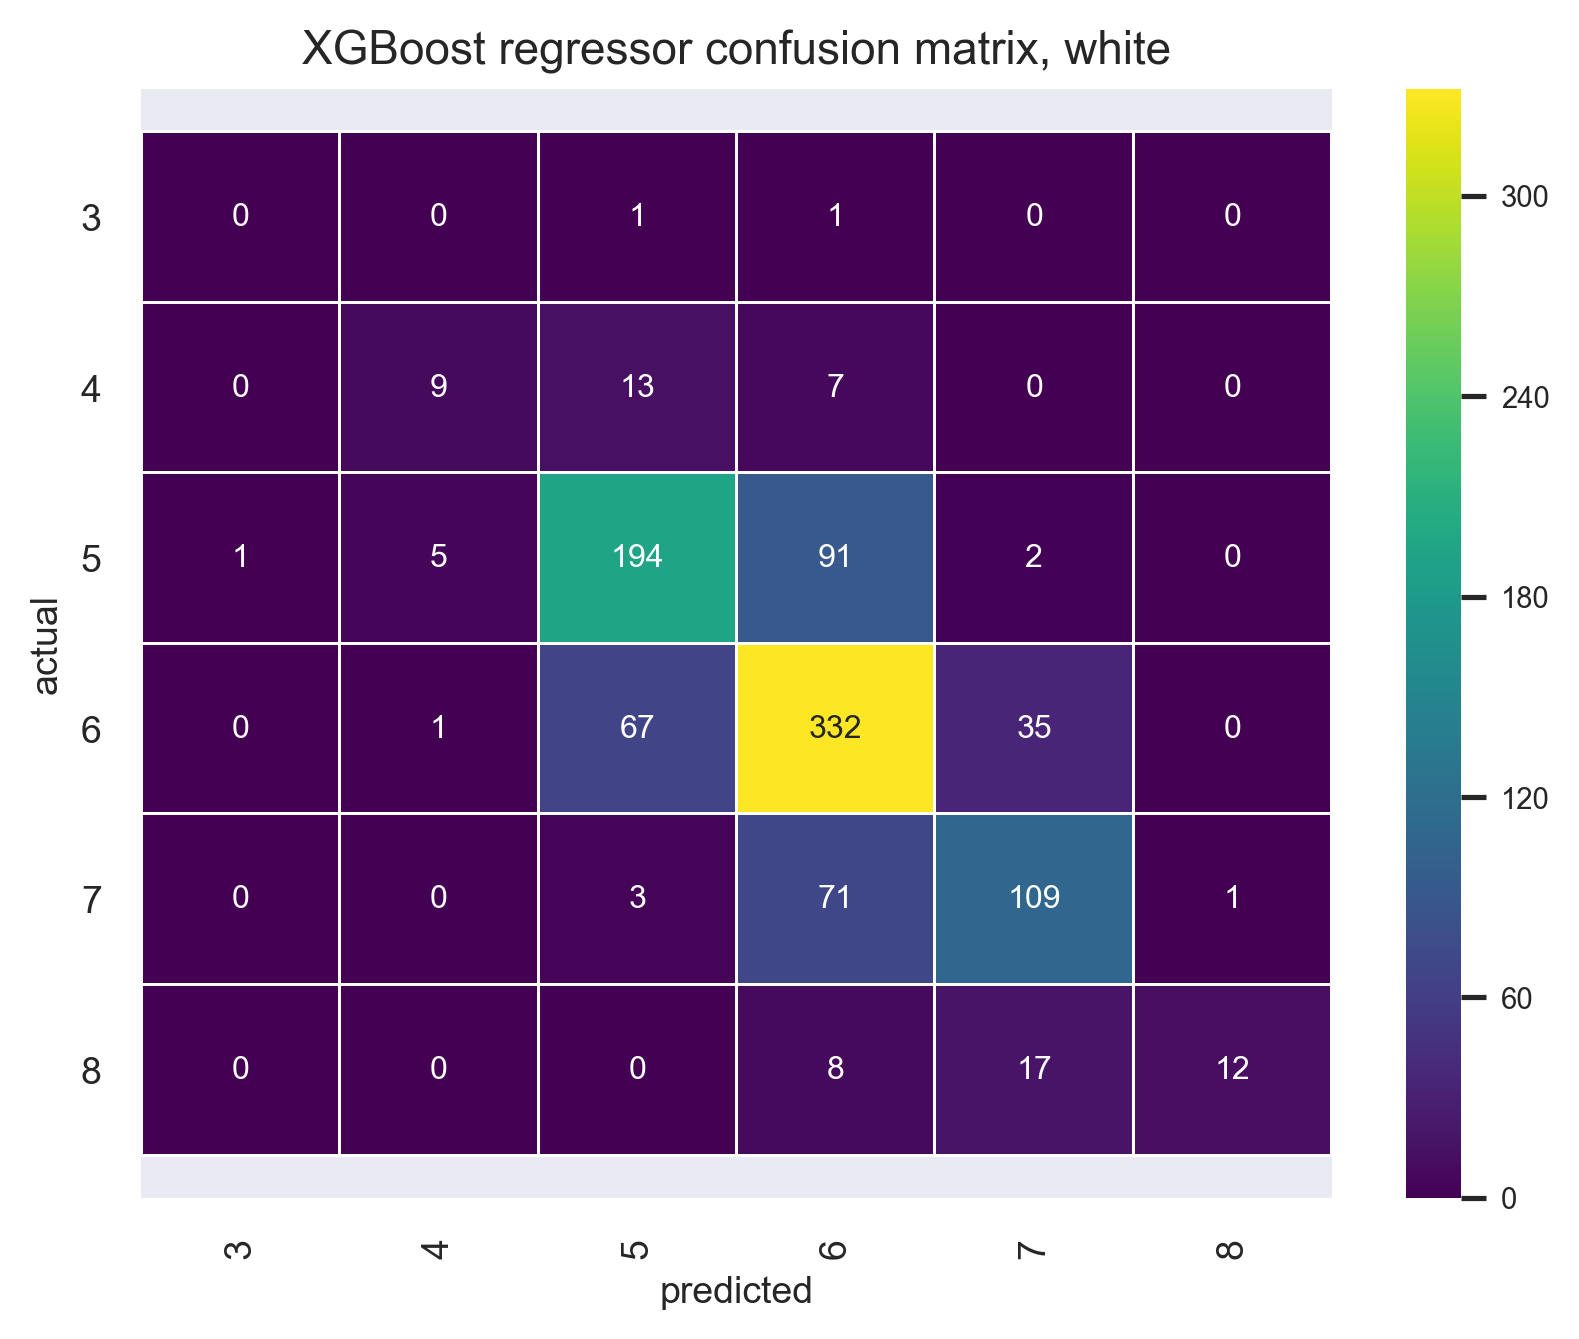 XGBoost regressor confusion matrix, white
3 0 0 1 1 0 0
4 0 9 13 7 0 0
5 1 5 194 91 2 0
6 0 1 67 332 35 0
7 0 0 3 71 109 1
8 0 0 0 8 17 12
3 4 5 6 7 8
predicted
actual
300
240
180
120
60
0